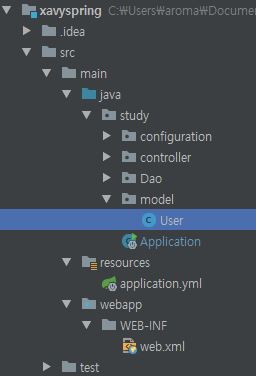 xavyspring C:₩Users₩aroma₩Docume
.idea
src
main
java
study
configuration
controller
Dao
model
User
Application
resources
application.yml
webapp
WEB-INF
web.xml
test